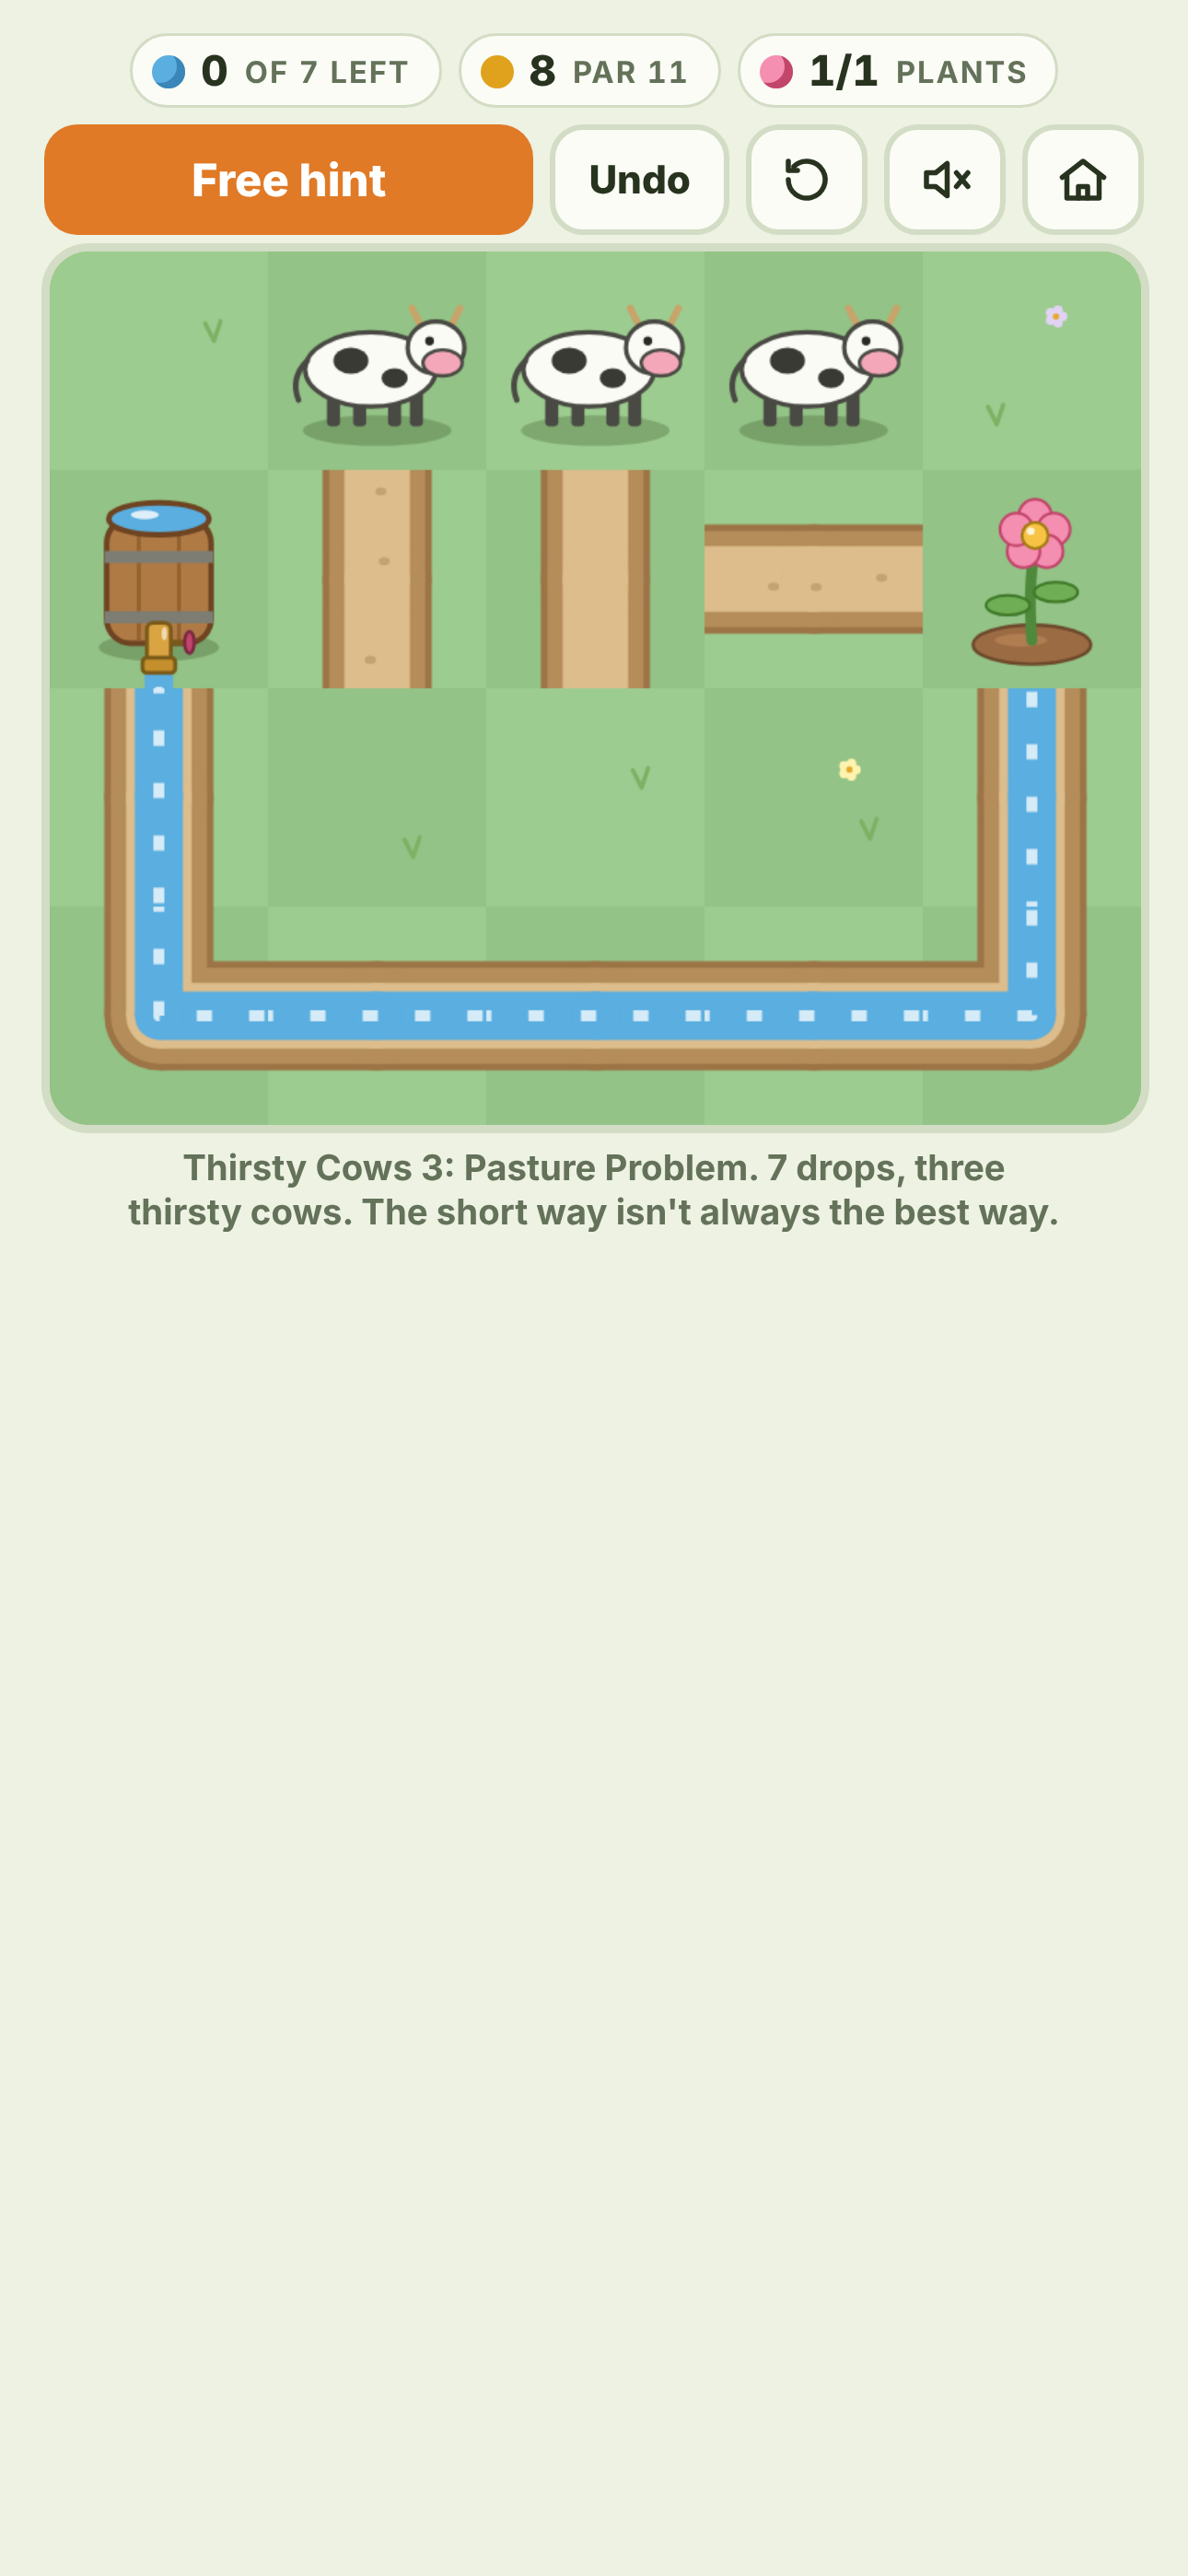 0 OF 7 LEFT 8 PAR 11 1/1 PLANTS
Free hint Undo
Thirsty Cows 3: Pasture Problem. 7 drops, three
thirsty cows. The short way isn't always the best way.